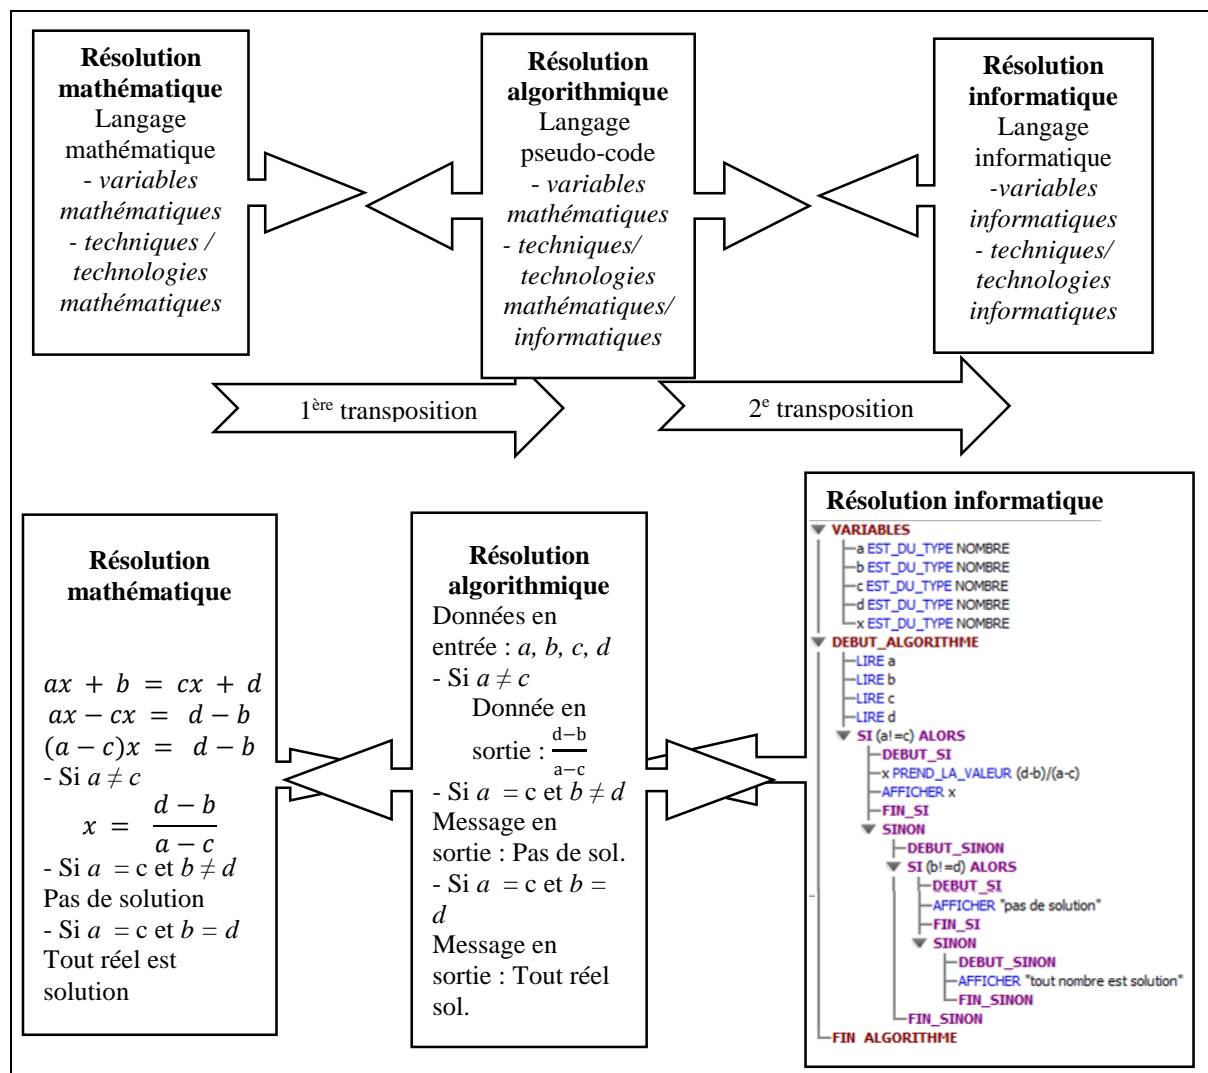 Résolution
mathématique
Langage
mathématique
- variables
mathématiques
- techniques /
technologies
mathématiques
Résolution
algorithmique
Langage
pseudo-code
- variables
mathématiques
- techniques/
technologies
mathématiques/
informatiques
Résolution
informatique
Langage
informatique
-variables
informatiques
- techniques/
technologies
informatiques
1ère transposition
2e transposition
Résolution
mathématique
ax + b = cx + d
ax − cx = d − b
(a − c)x = d − b
- Si a ≠ c
x = (d − b)/(a − c)
- Si a = c et b ≠ d
Pas de solution
- Si a = c et b = d
Tout réel est
solution
Résolution
algorithmique
Données en
entrée : a, b, c, d
- Si a ≠ c
Donnée en
sortie : (d−b)/(a−c)
- Si a = c et b ≠ d
Message en
sortie : Pas de sol.
- Si a = c et b =
d
Message en
sortie : Tout réel
sol.
Résolution informatique
VARIABLES
a EST_DU_TYPE NOMBRE
b EST_DU_TYPE NOMBRE
c EST_DU_TYPE NOMBRE
d EST_DU_TYPE NOMBRE
x EST_DU_TYPE NOMBRE
DEBUT_ALGORITHME
LIRE a
LIRE b
LIRE c
LIRE d
SI (a!=c) ALORS
DEBUT_SI
x PREND_LA_VALEUR (d-b)/(a-c)
AFFICHER x
FIN_SI
SINON
DEBUT_SINON
SI (b!=d) ALORS
DEBUT_SI
AFFICHER "pas de solution"
FIN_SI
SINON
DEBUT_SINON
AFFICHER "tout nombre est solution"
FIN_SINON
FIN_SINON
FIN_ALGORITHME